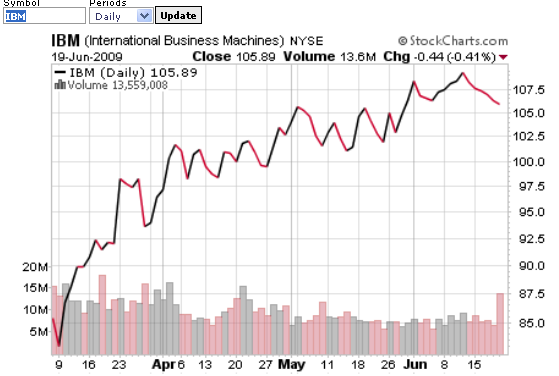 Symbol Periods
IBM Daily Update
IBM (International Business Machines) NYSE © StockCharts.com
19-Jun-2009 Close 105.89 Volume 13.6M Chg -0.44 (-0.41%)
IBM (Daily) 105.89
Volume 13,559,008
107.5
105.0
102.5
100.0
97.5
95.0
92.5
90.0
20M 87.5
15M
10M 85.0
5M
9 16 23 Apr 6 13 20 27 May 11 18 26 Jun 8 15